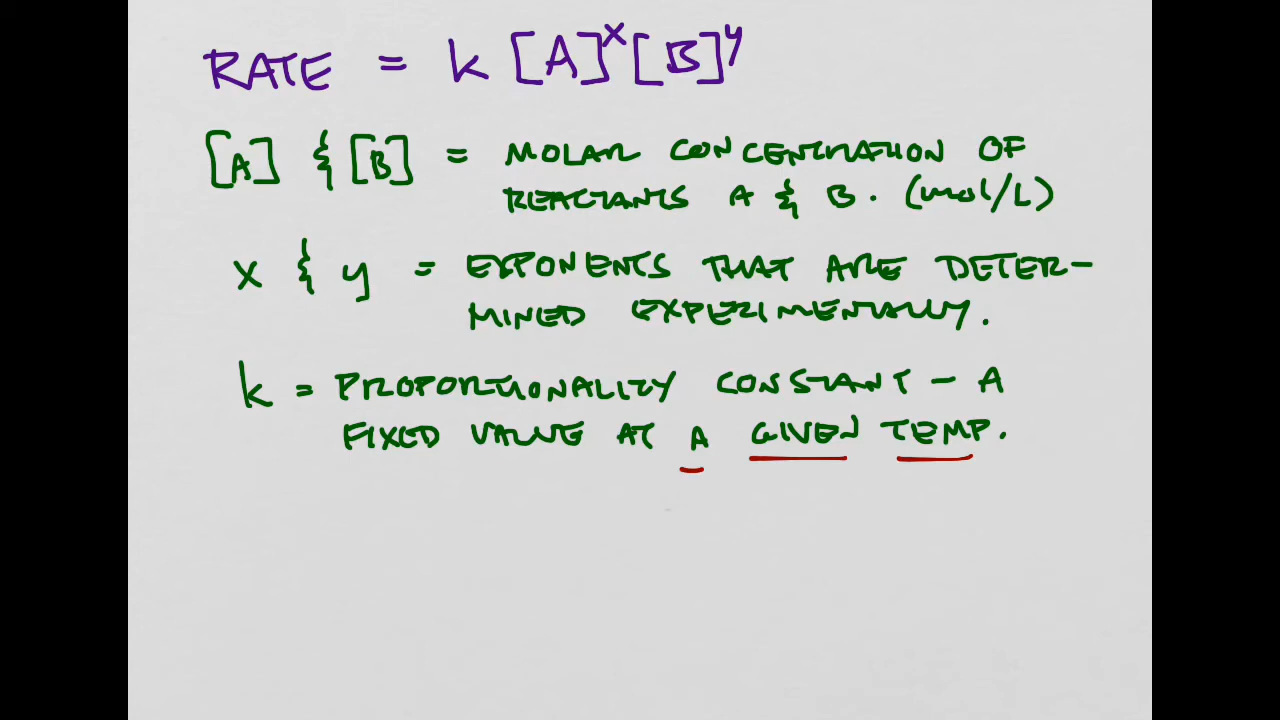 RATE = k [A]^x [B]^y
[A] & [B] = MOLAR CONCENTRATION OF
REACTANTS A & B. (mol/L)
x & y = EXPONENTS THAT ARE DETER-
MINED EXPERIMENTALLY.
k = PROPORTIONALITY CONSTANT - A
FIXED VALUE AT A GIVEN TEMP.